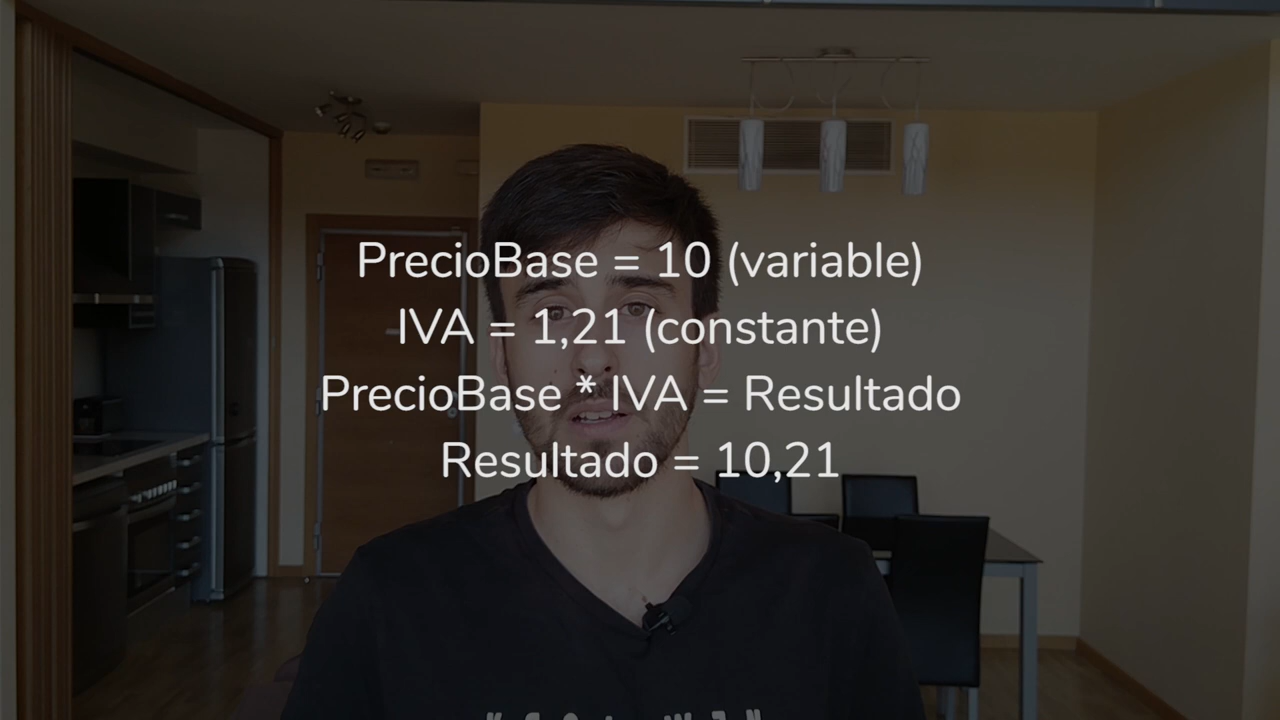 PrecioBase = 10 (variable)
IVA = 1,21 (constante)
PrecioBase * IVA = Resultado
Resultado = 10,21